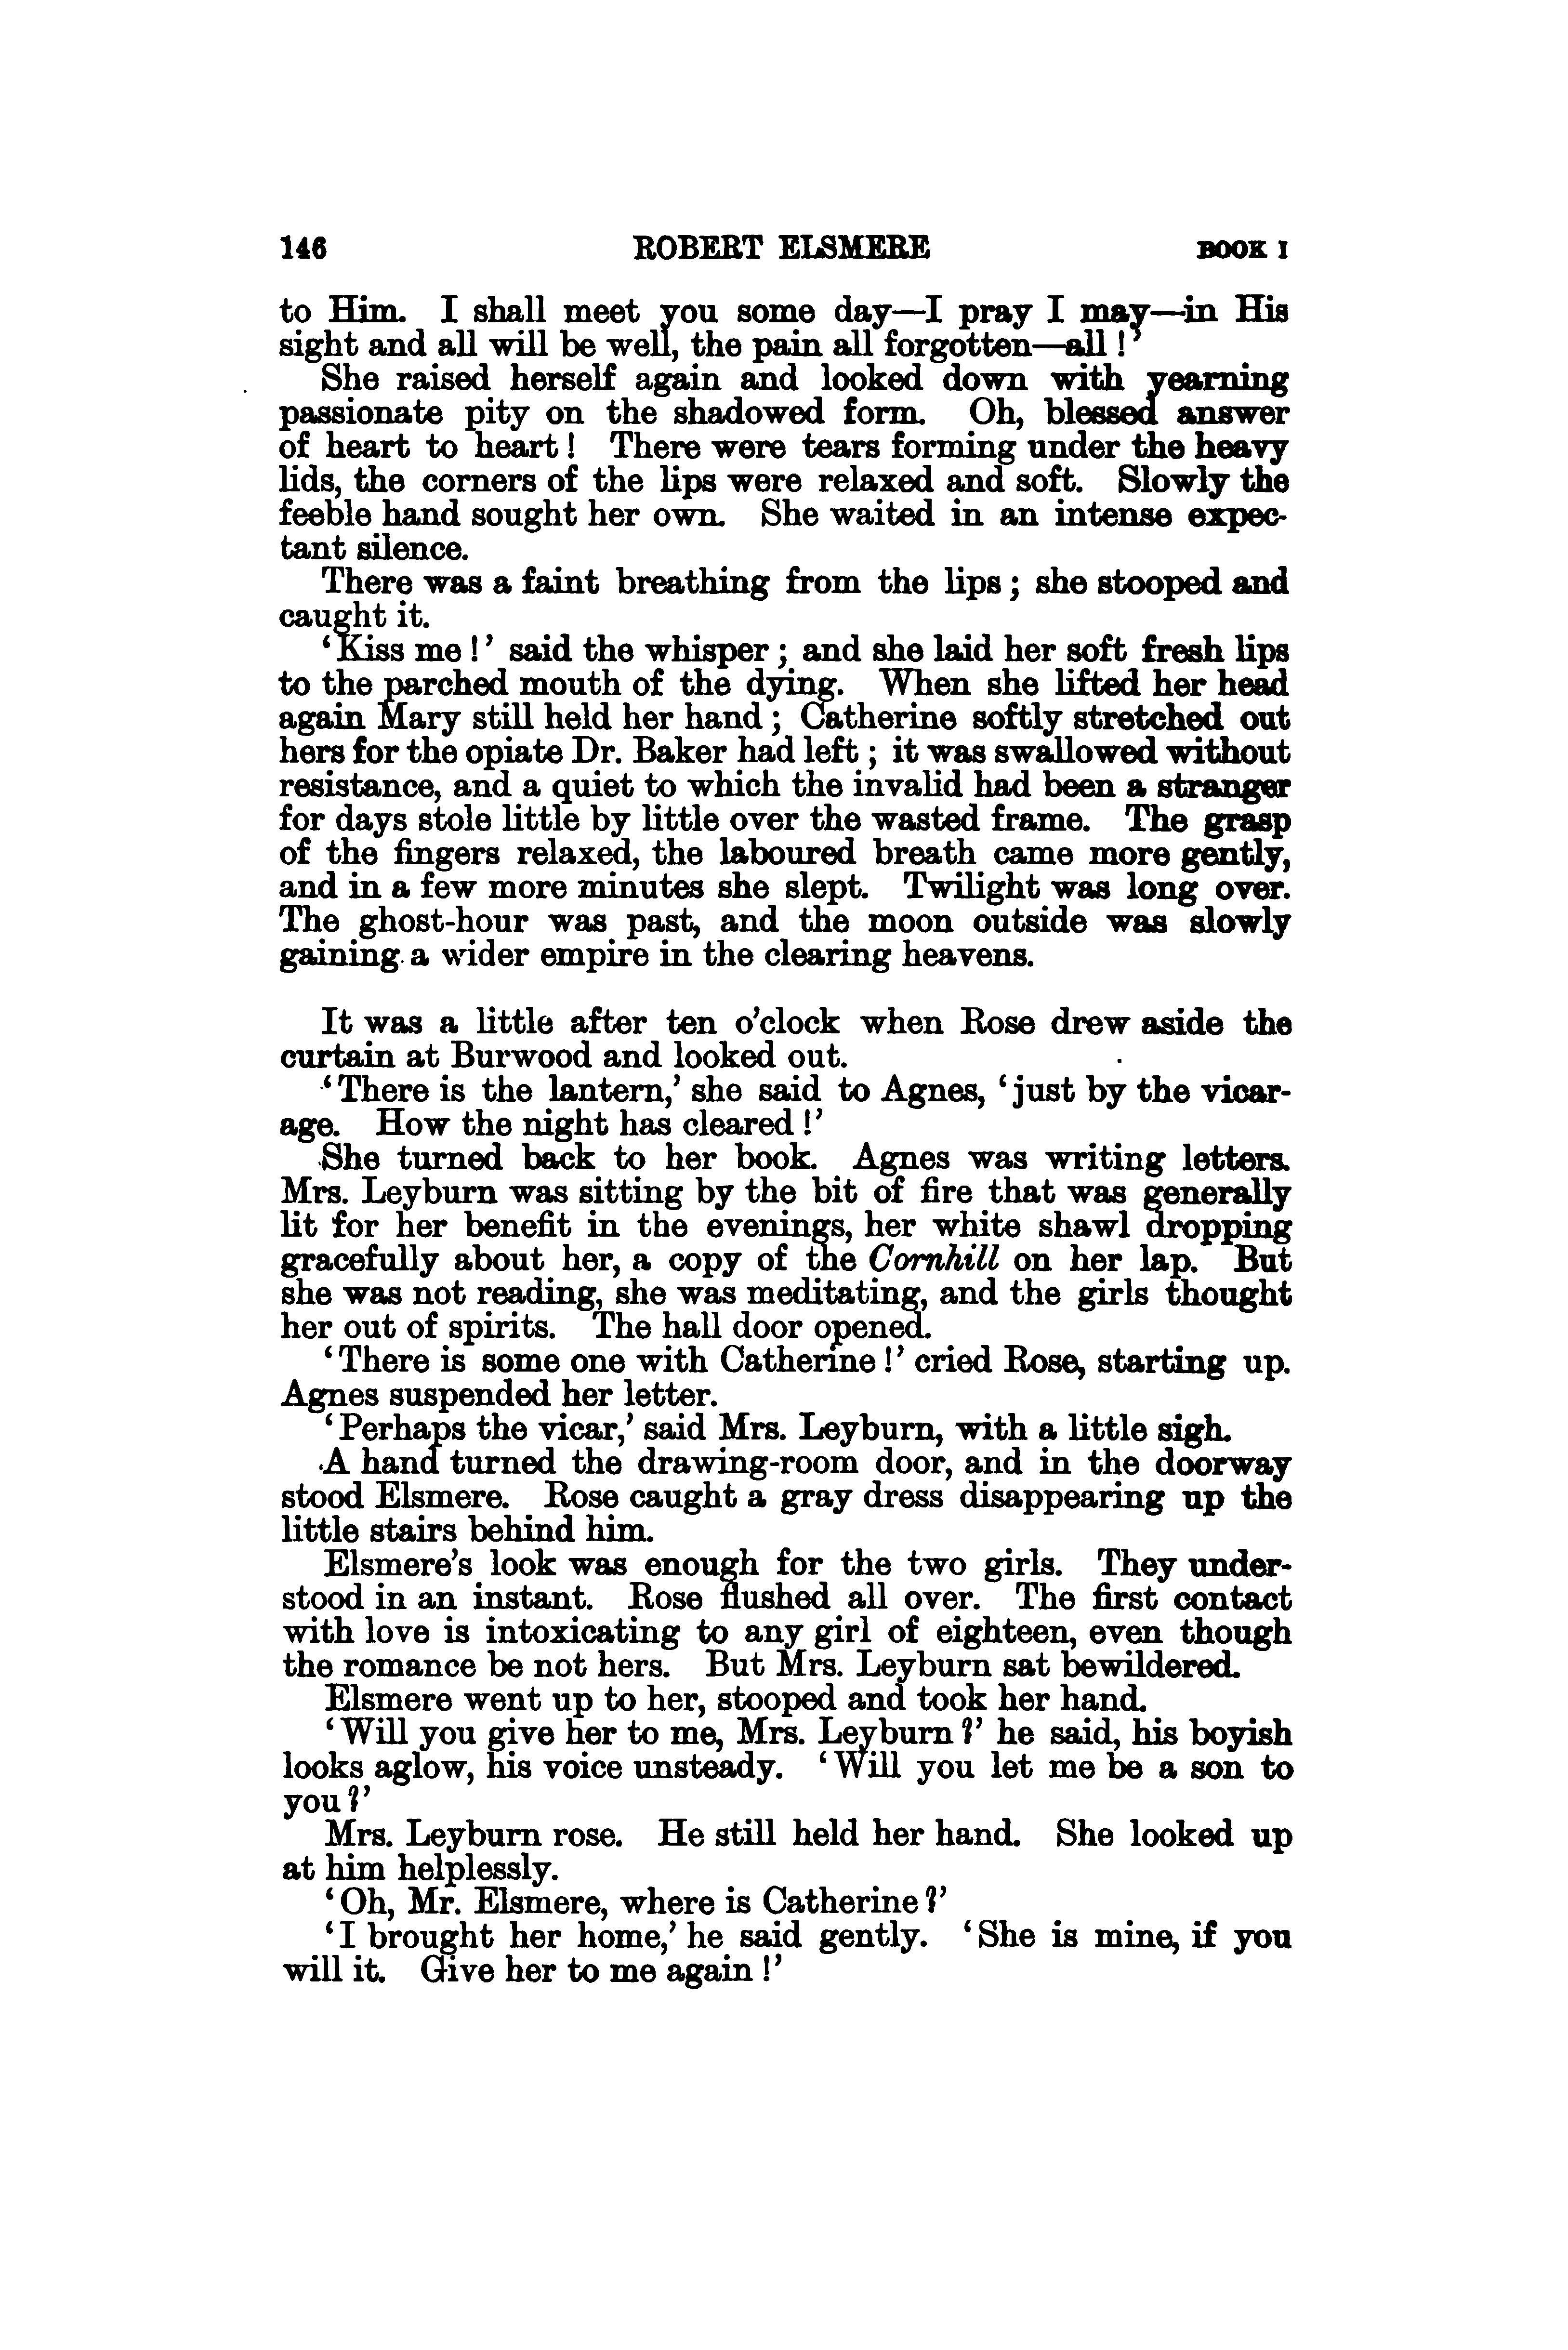 146 ROBERT ELSMERE BOOK I
to Him. I shall meet you some day—I pray I may—in His
sight and all will be well, the pain all forgotten—all!’
She raised herself again and looked down with yearning
passionate pity on the shadowed form. Oh, blessed answer
of heart to heart! There were tears forming under the heavy
lids, the corners of the lips were relaxed and soft. Slowly the
feeble hand sought her own. She waited in an intense expec-
tant silence.
There was a faint breathing from the lips; she stooped and
caught it.
‘Kiss me!’ said the whisper; and she laid her soft fresh lips
to the parched mouth of the dying. When she lifted her head
again Mary still held her hand; Catherine softly stretched out
hers for the opiate Dr. Baker had left; it was swallowed without
resistance, and a quiet to which the invalid had been a stranger
for days stole little by little over the wasted frame. The grasp
of the fingers relaxed, the laboured breath came more gently,
and in a few more minutes she slept. Twilight was long over.
The ghost-hour was past, and the moon outside was slowly
gaining a wider empire in the clearing heavens.
It was a little after ten o’clock when Rose drew aside the
curtain at Burwood and looked out.
‘There is the lantern,’ she said to Agnes, ‘just by the vicar-
age. How the night has cleared!’
She turned back to her book. Agnes was writing letters.
Mrs. Leyburn was sitting by the bit of fire that was generally
lit for her benefit in the evenings, her white shawl dropping
gracefully about her, a copy of the Cornhill on her lap. But
she was not reading, she was meditating, and the girls thought
her out of spirits. The hall door opened.
‘There is some one with Catherine!’ cried Rose, starting up.
Agnes suspended her letter.
‘Perhaps the vicar,’ said Mrs. Leyburn, with a little sigh.
A hand turned the drawing-room door, and in the doorway
stood Elsmere. Rose caught a gray dress disappearing up the
little stairs behind him.
Elsmere’s look was enough for the two girls. They under-
stood in an instant. Rose flushed all over. The first contact
with love is intoxicating to any girl of eighteen, even though
the romance be not hers. But Mrs. Leyburn sat bewildered.
Elsmere went up to her, stooped and took her hand.
‘Will you give her to me, Mrs. Leyburn?’ he said, his boyish
looks aglow, his voice unsteady. ‘Will you let me be a son to
you?’
Mrs. Leyburn rose. He still held her hand. She looked up
at him helplessly.
‘Oh, Mr. Elsmere, where is Catherine?’
‘I brought her home,’ he said gently. ‘She is mine, if you
will it. Give her to me again!’